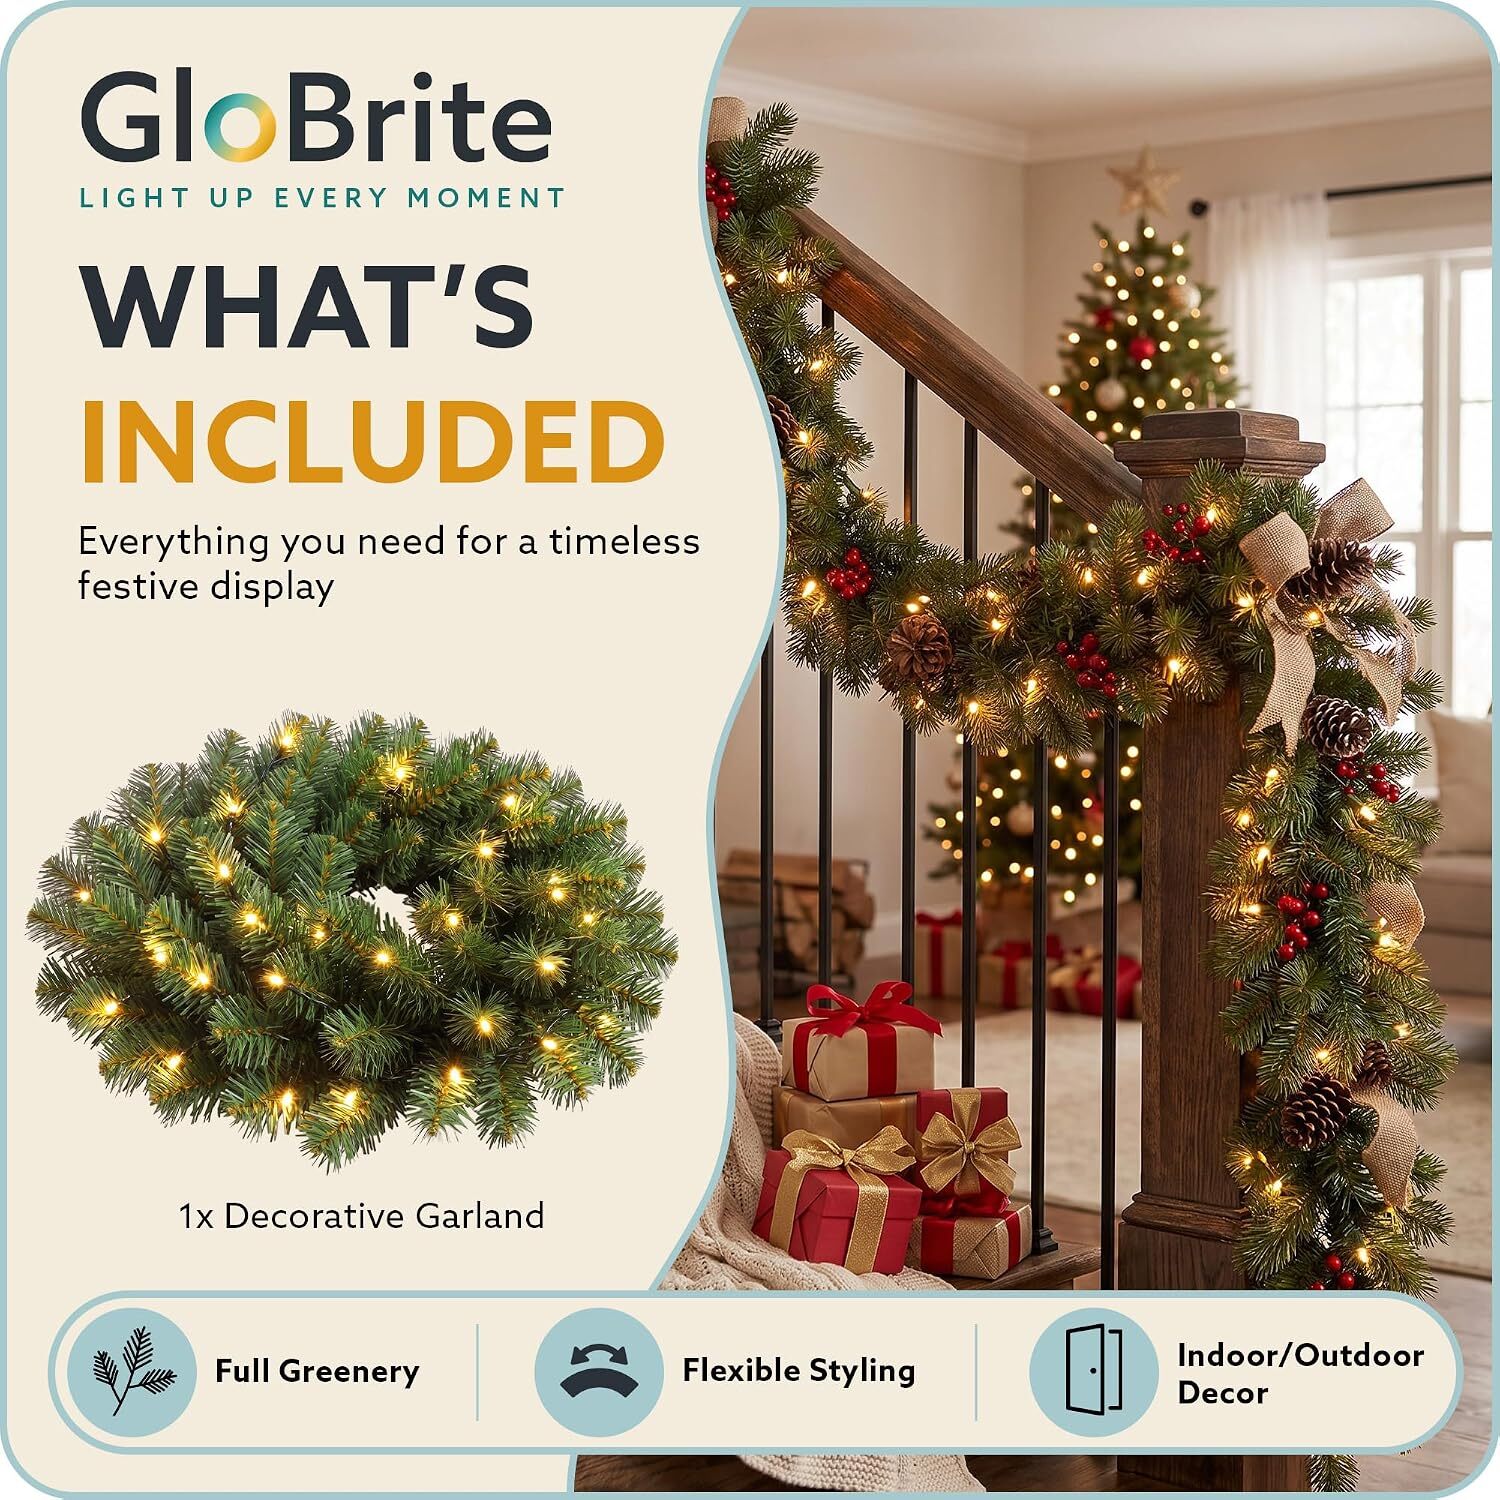 GloBrite
LIGHT UP EVERY MOMENT
WHAT'S
INCLUDED
Everything you need for a timeless
festive display
1x Decorative Garland
Full Greenery
Flexible Styling
Indoor/Outdoor
Decor